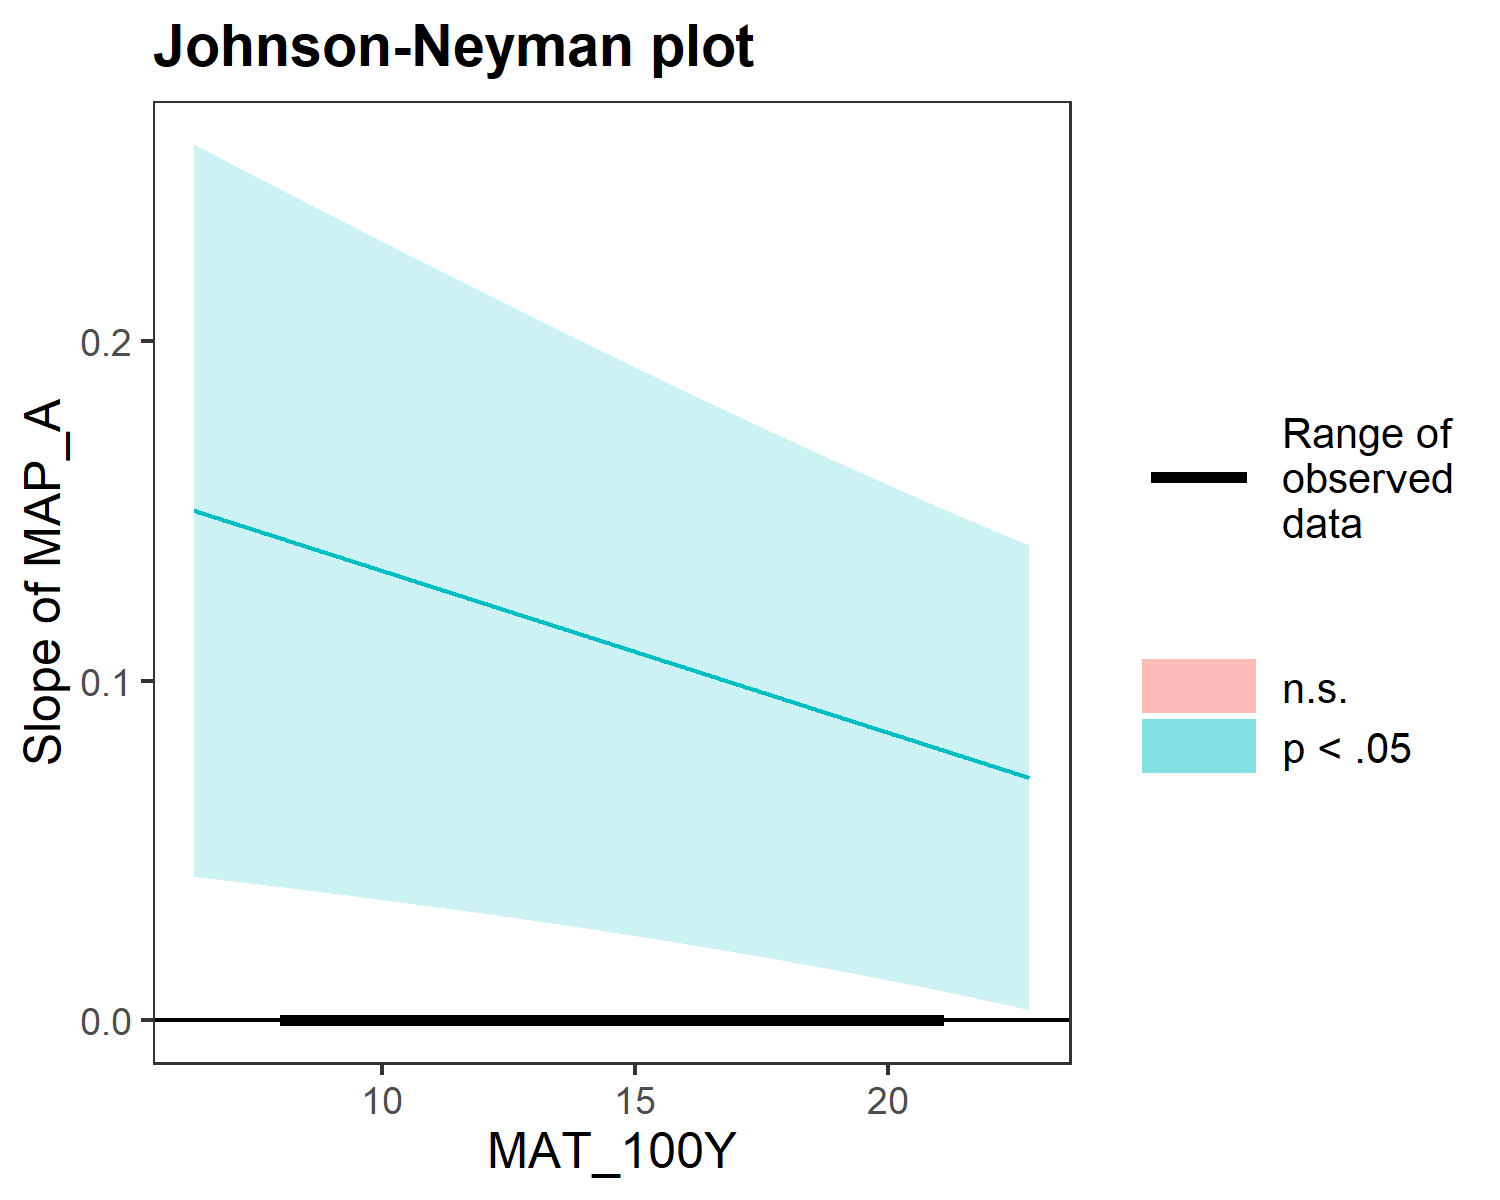 Johnson-Neyman plot
Slope of MAP_A
0.2
0.1
0.0
10
15
20
MAT_100Y
Range of
observed
data
n.s.
p < .05